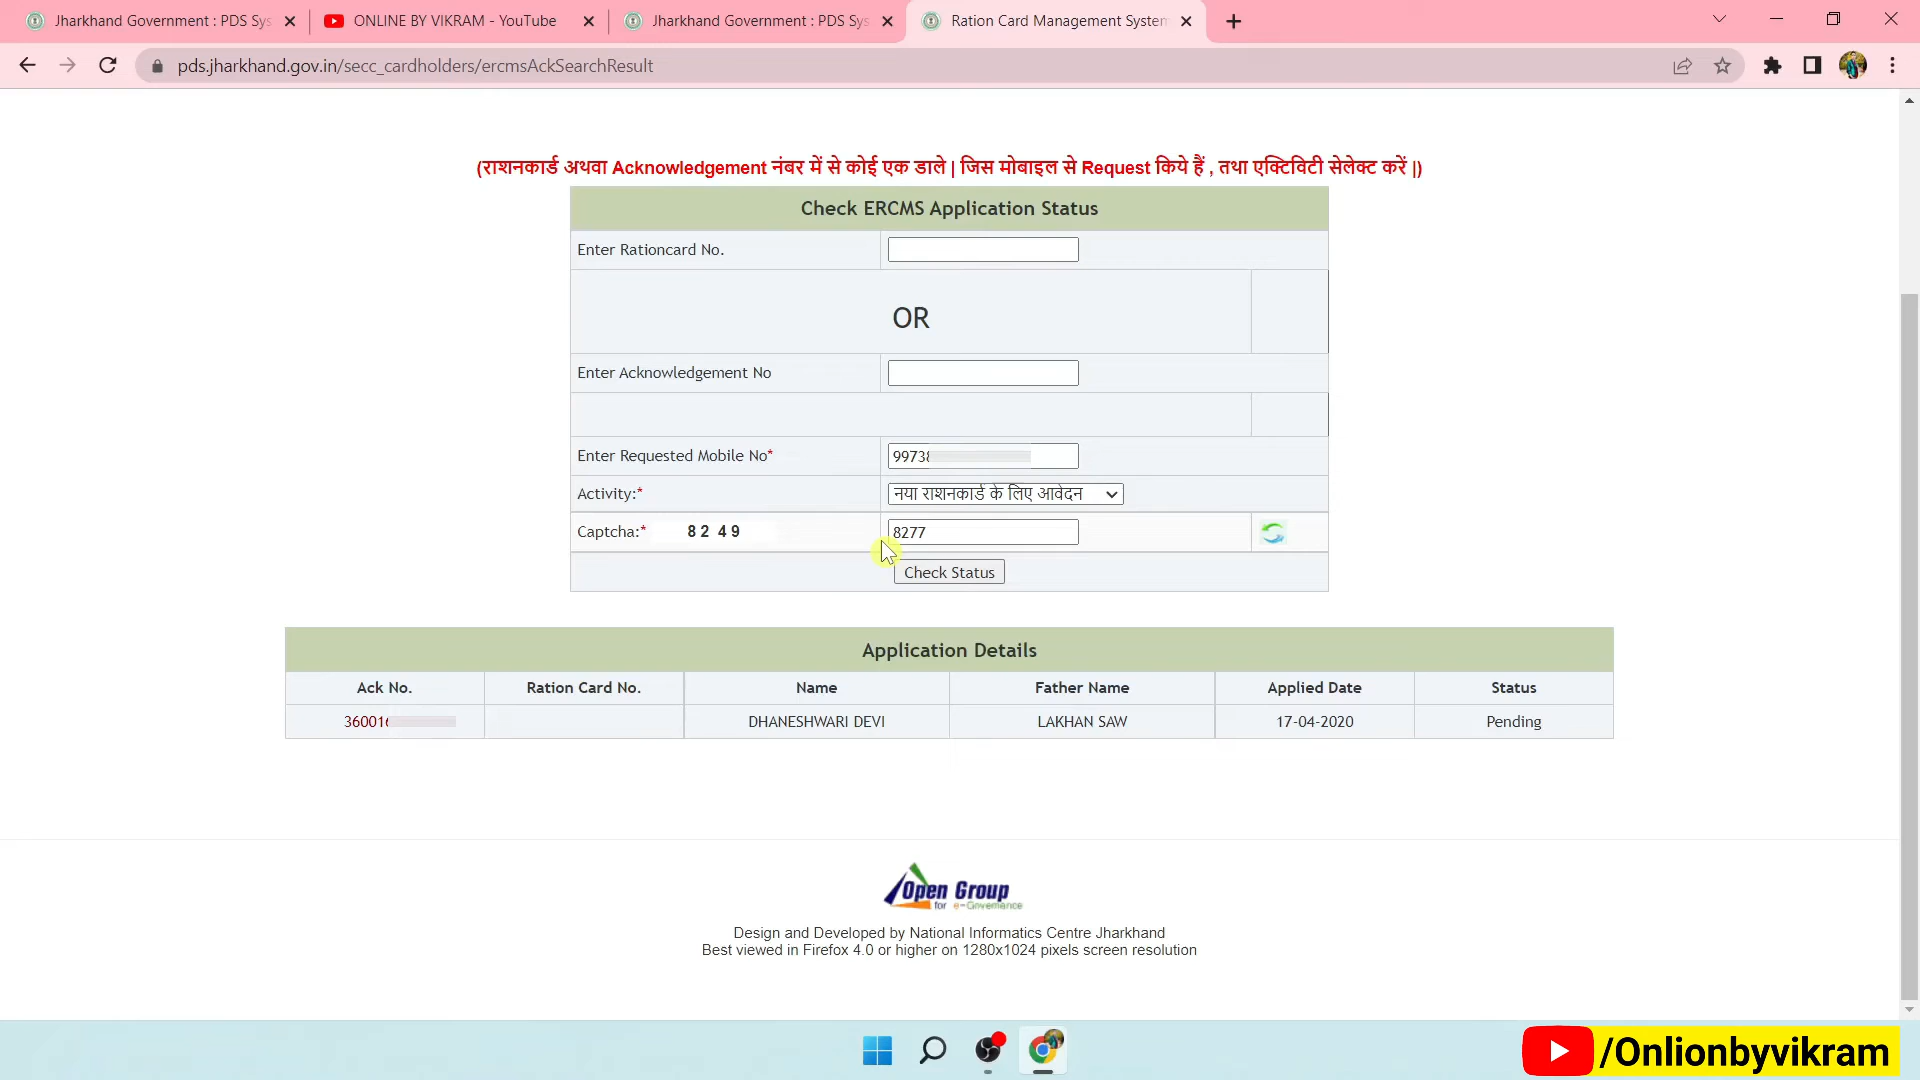 Jharkhand Government : PDS Sys
ONLINE BY VIKRAM - YouTube
Jharkhand Government : PDS Sys
Ration Card Management System
pds.jharkhand.gov.in/secc_cardholders/ercmsAckSearchResult
(राशनकार्ड अथवा Acknowledgement नंबर में से कोई एक डाले | जिस मोबाइल से Request किये हैं , तथा एक्टिविटी सेलेक्ट करें |)
Check ERCMS Application Status
Enter Rationcard No.
OR
Enter Acknowledgement No
Enter Requested Mobile No* 9973
Activity:* नया राशनकार्ड के लिए आवेदन
Captcha:* 8 2 4 9 8277
Check Status
Application Details
Ack No. Ration Card No. Name Father Name Applied Date Status
36001 DHANESHWARI DEVI LAKHAN SAW 17-04-2020 Pending
Open Group
for e-Governance
Design and Developed by National Informatics Centre Jharkhand
Best viewed in Firefox 4.0 or higher on 1280x1024 pixels screen resolution
/Onlionbyvikram